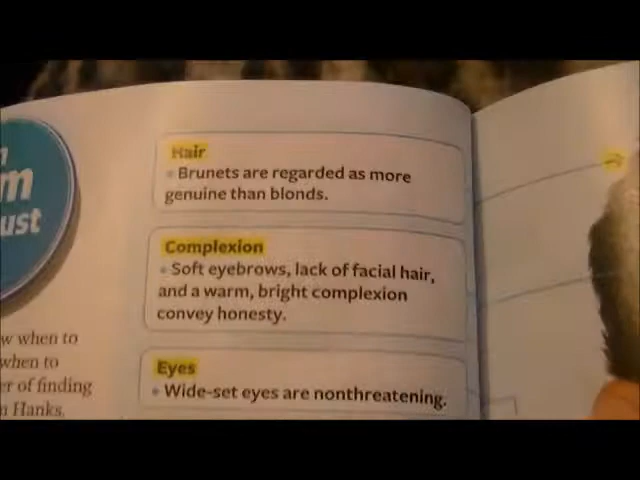 m
ust
w when to
when to
er of finding
Hanks.
Hair
• Brunets are regarded as more
genuine than blonds.
Complexion
• Soft eyebrows, lack of facial hair,
and a warm, bright complexion
convey honesty.
Eyes
• Wide-set eyes are nonthreatening.